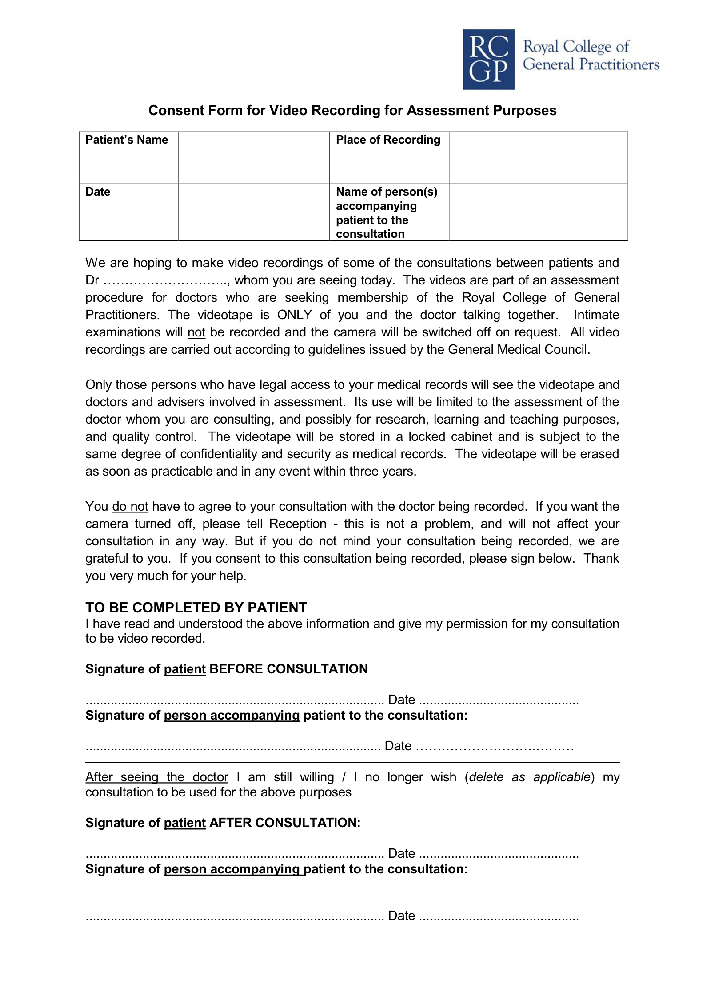 RC
GP
Royal College of
General Practitioners
Consent Form for Video Recording for Assessment Purposes
Patient’s Name
Place of Recording
Date
Name of person(s)
accompanying
patient to the
consultation
We are hoping to make video recordings of some of the consultations between patients and
Dr ……………………….., whom you are seeing today. The videos are part of an assessment
procedure for doctors who are seeking membership of the Royal College of General
Practitioners. The videotape is ONLY of you and the doctor talking together. Intimate
examinations will not be recorded and the camera will be switched off on request. All video
recordings are carried out according to guidelines issued by the General Medical Council.
Only those persons who have legal access to your medical records will see the videotape and
doctors and advisers involved in assessment. Its use will be limited to the assessment of the
doctor whom you are consulting, and possibly for research, learning and teaching purposes,
and quality control. The videotape will be stored in a locked cabinet and is subject to the
same degree of confidentiality and security as medical records. The videotape will be erased
as soon as practicable and in any event within three years.
You do not have to agree to your consultation with the doctor being recorded. If you want the
camera turned off, please tell Reception - this is not a problem, and will not affect your
consultation in any way. But if you do not mind your consultation being recorded, we are
grateful to you. If you consent to this consultation being recorded, please sign below. Thank
you very much for your help.
TO BE COMPLETED BY PATIENT
I have read and understood the above information and give my permission for my consultation
to be video recorded.
Signature of patient BEFORE CONSULTATION
.................................................................................... Date .............................................
Signature of person accompanying patient to the consultation:
................................................................................... Date ……………………….………
After seeing the doctor I am still willing / I no longer wish (delete as applicable) my
consultation to be used for the above purposes
Signature of patient AFTER CONSULTATION:
.................................................................................... Date .............................................
Signature of person accompanying patient to the consultation:
.................................................................................... Date .............................................